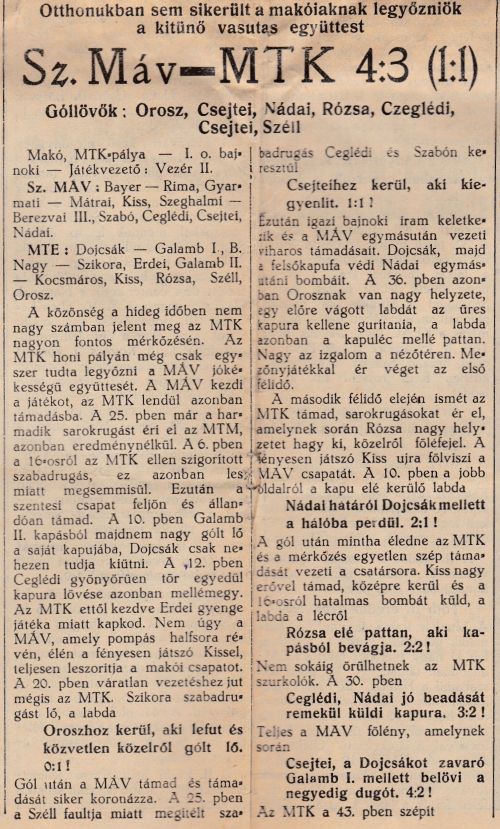 Otthonukban sem sikerült a makóiaknak legyőzniök
a kitünő vasutas együttest
Sz. Máv—MTK 4:3 (1:1)
Góllövők: Orosz, Csejtei, Nádai, Rózsa, Czeglédi,
Csejtei, Széll
Makó, MTK-pálya — I. o. baj-
noki — Játékvezető: Vezér II.
Sz. MÁV: Bayer — Rima, Gyar-
mati — Mátrai, Kiss, Szeghalmi —
Berezvai III., Szabó, Ceglédi, Csejtei,
Nádai.
MTE: Dojcsák — Galamb I., B.
Nagy — Szikora, Erdei, Galamb II.
— Kocsmáros, Kiss, Rózsa, Széll,
Orosz.
A közönség a hideg időben nem
nagy számban jelent meg az MTK
nagyon fontos mérkőzésén. Az
MTK honi pályán még csak egy-
szer tudta legyőzni a MÁV jóké-
kességű együttesét. A MÁV kezdi
a játékot, az MTK lendül azonban
támadásba. A 25. pben már a har-
madik sarokrugást éri el az MTM,
azonban eredménynélkül. A 6. pben
a 16-osról az MTK ellen szigorított
szabadrugás, ez azonban les
miatt megsemmisül. Ezután a
szentesi csapat feljön és állan-
dóan támad. A 10. pben Galamb
II. kapásból majdnem nagy gólt lő
a saját kapujába, Dojcsák csak ne-
hezen tudja kiütni. A 12. pben
Ceglédi gyönyörűen tör egyedül
kapura lövése azonban mellémegy.
Az MTK ettől kezdve Erdei gyenge
játéka miatt kapkod. Nem úgy a
MÁV, amely pompás halfsora ré-
vén, élén a fényesen játszó Kissel,
teljesen leszorítja a makói csapatot.
A 20. pben váratlan vezetéshez jut
mégis az MTK. Szikora szabadru-
gást lő, a labda
Oroszhoz kerül, aki lefut és
közvetlen közelről gólt lő.
0:1!
Gól után a MÁV támad és táma-
dását siker koronázza. A 25. pben
a Széll faultja miatt megítélt sza-
badrugás Ceglédi és Szabón ke-
resztül
Csejteihez kerül, aki kie-
gyenlit. 1:1!
Ezután igazi bajnoki iram keletke-
zik és a MÁV egymásután vezeti
viharos támadásait. Dojcsák, majd
a felsőkapufa védi Nádai egymás-
utáni bombáit. A 36. pben azon-
ban Orosznak van nagy helyzete,
egy előre vágott labdát az üres
kapura kellene gurítania, a labda
azonban a kapuléc mellé pattan.
Nagy az izgalom a nézőtéren. Me-
zőnyjátékkal ér véget az első
félidő.
A második félidő elején ismét az
MTK támad, sarokrugásokat ér el,
amelynek során Rózsa nagy hely-
zetet hagy ki, közelről fölefejel. A
fényesen játszó Kiss ujra fölviszi a
MÁV csapatát. A 10. pben a jobb
oldalról a kapu elé kerülő labda
Nádai határól Dojcsák mellett
a hálóba perdül. 2:1!
A gól után mintha éledne az MTK
és a mérkőzés egyetlen szép táma-
dását vezeti a csatársora. Kiss nagy
erővel támad, középre kerül és a
16-osról hatalmas bombát küld, a
labda a lécről
Rózsa elé pattan, aki ka-
pásból bevágja. 2:2!
Nem sokáig örülhetnek az MTK
szurkolók. A 30. pben
Ceglédi, Nádai jó beadását
remekül küldi kapura. 3:2!
Teljes a MAV fölény, amelynek
során
Csejtei, a Dojcsákot zavaró
Galamb I. mellett belövi a
negyedig dugót. 4:2!
Az MTK a 43. pben szépít